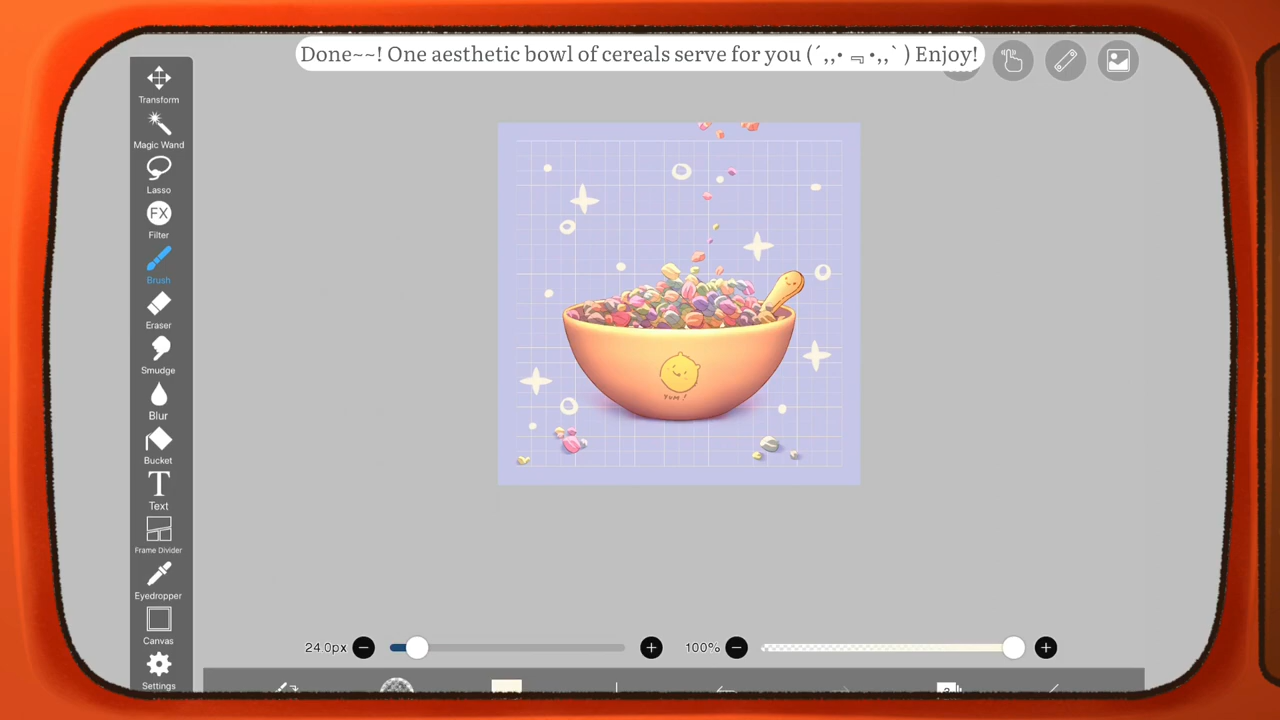 Done~~! One aesthetic bowl of cereals serve for you (´,,• ﹃ •,,` ) Enjoy!
Transform
Magic Wand
Lasso
FX
Filter
Brush
Eraser
Smudge
Blur
Bucket
T
Text
Frame Divider
Eyedropper
Canvas
Settings
Yum!
24.0px
100%